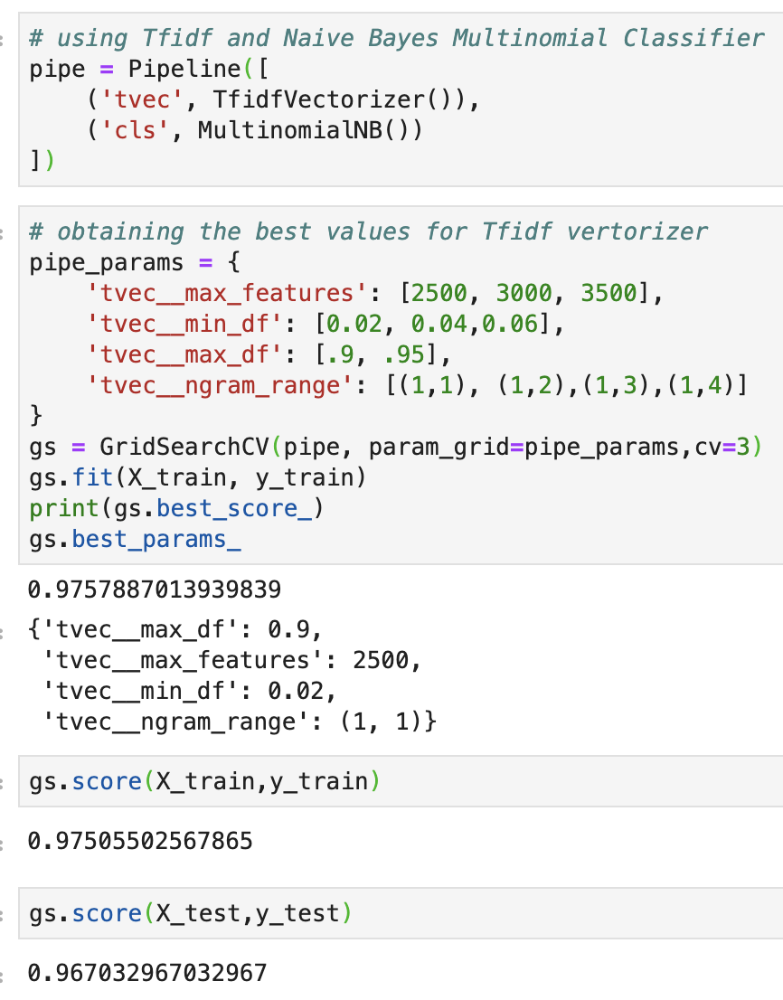 # using Tfidf and Naive Bayes Multinomial Classifier
pipe = Pipeline([
    ('tvec', TfidfVectorizer()),
    ('cls', MultinomialNB())
])
# obtaining the best values for Tfidf vertorizer
pipe_params = {
    'tvec__max_features': [2500, 3000, 3500],
    'tvec__min_df': [0.02, 0.04,0.06],
    'tvec__max_df': [.9, .95],
    'tvec__ngram_range': [(1,1), (1,2),(1,3),(1,4)]
}
gs = GridSearchCV(pipe, param_grid=pipe_params,cv=3)
gs.fit(X_train, y_train)
print(gs.best_score_)
gs.best_params_
0.9757887013939839
{'tvec__max_df': 0.9,
 'tvec__max_features': 2500,
 'tvec__min_df': 0.02,
 'tvec__ngram_range': (1, 1)}
gs.score(X_train,y_train)
0.97505502567865
gs.score(X_test,y_test)
0.967032967032967